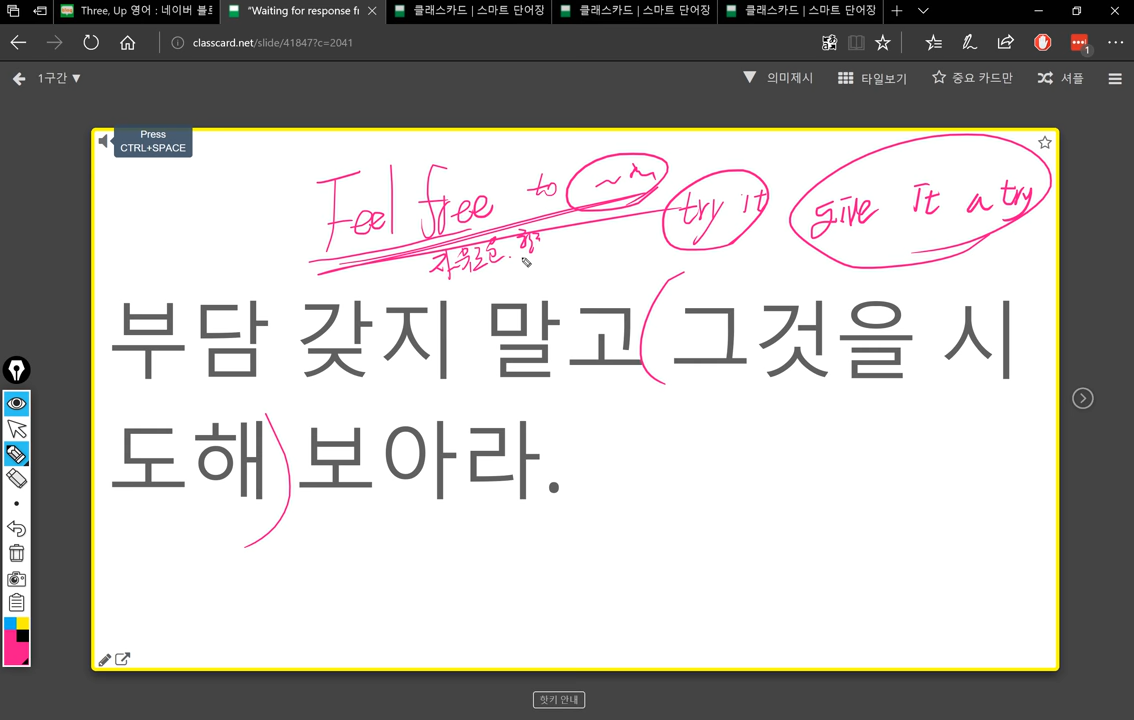 Three, Up 영어 : 네이버 블로
"Waiting for response fr
클래스카드 | 스마트 단어장
클래스카드 | 스마트 단어장
클래스카드 | 스마트 단어장
classcard.net/slide/41847?c=2041
1
1구간 ▼
의미제시
타일보기
중요 카드만
셔플
Press
CTRL+SPACE
Feel free to ~ try it give it a try
부담 갖지 말고 그것을 시
도해 보아라.
핫키 안내